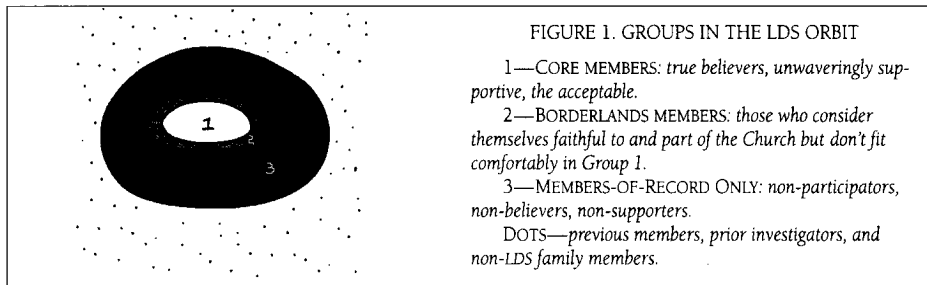 FIGURE 1. GROUPS IN THE LDS ORBIT
1—CORE MEMBERS: true believers, unwaveringly sup-
portive, the acceptable.
2—BORDERLANDS MEMBERS: those who consider
themselves faithful to and part of the Church but don't fit
comfortably in Group 1.
3—MEMBERS-OF-RECORD ONLY: non-participators,
non-believers, non-supporters.
DOTS—previous members, prior investigators, and
non-LDS family members.
1
2
3